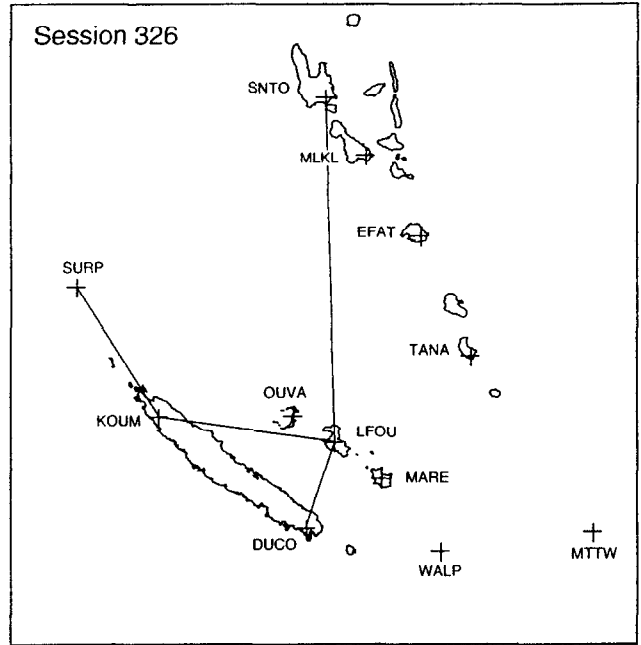 Session 326
SNTO
MLKL
EFAT
SURP
TANA
OUVA
KOUM
LFOU
MARE
DUCO
WALP
MTTW